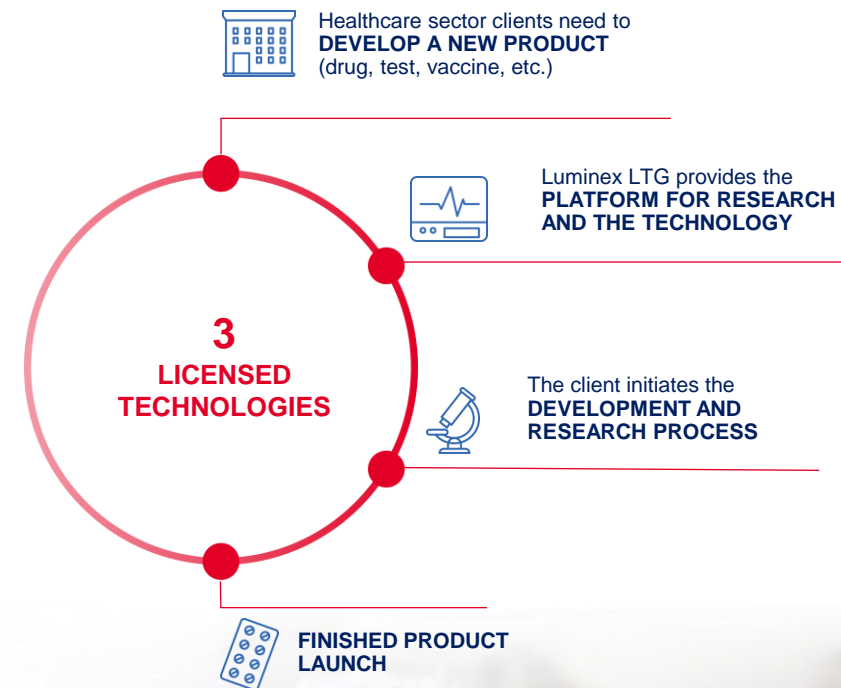 Healthcare sector clients need to
DEVELOP A NEW PRODUCT
(drug, test, vaccine, etc.)
Luminex LTG provides the
PLATFORM FOR RESEARCH
AND THE TECHNOLOGY
3
LICENSED
TECHNOLOGIES
The client initiates the
DEVELOPMENT AND
RESEARCH PROCESS
FINISHED PRODUCT
LAUNCH